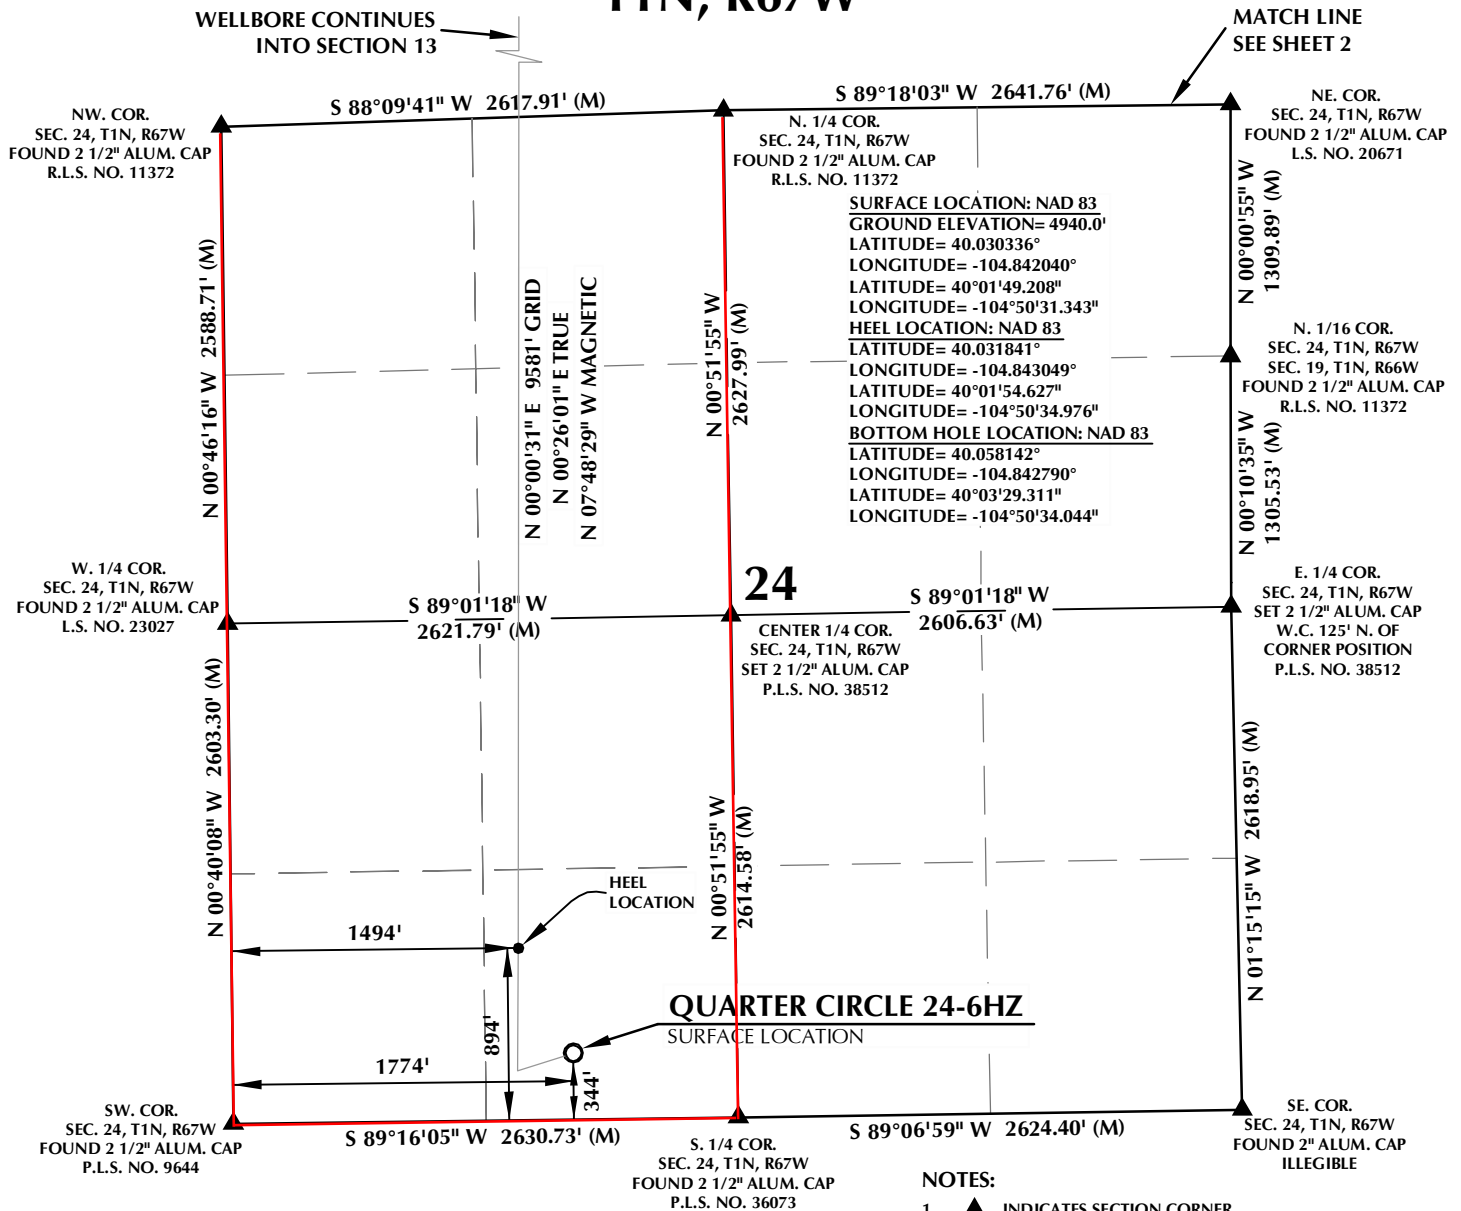 T1N, R67W
WELLBORE CONTINUES
INTO SECTION 13
MATCH LINE
SEE SHEET 2
S 88°09'41" W 2617.91' (M)
S 89°18'03" W 2641.76' (M)
NW. COR.
SEC. 24, T1N, R67W
FOUND 2 1/2" ALUM. CAP
R.L.S. NO. 11372
N. 1/4 COR.
SEC. 24, T1N, R67W
FOUND 2 1/2" ALUM. CAP
R.L.S. NO. 11372
NE. COR.
SEC. 24, T1N, R67W
FOUND 2 1/2" ALUM. CAP
L.S. NO. 20671
SURFACE LOCATION: NAD 83
GROUND ELEVATION= 4940.0'
LATITUDE= 40.030336°
LONGITUDE= -104.842040°
LATITUDE= 40°01'49.208"
LONGITUDE= -104°50'31.343"
HEEL LOCATION: NAD 83
LATITUDE= 40.031841°
LONGITUDE= -104.843049°
LATITUDE= 40°01'54.627"
LONGITUDE= -104°50'34.976"
BOTTOM HOLE LOCATION: NAD 83
LATITUDE= 40.058142°
LONGITUDE= -104.842790°
LATITUDE= 40°03'29.311"
LONGITUDE= -104°50'34.044"
N 00°46'16" W 2588.71' (M)
N 00°00'31" E 9581' GRID
N 00°26'01" E TRUE
N 07°48'29" W MAGNETIC
N 00°51'55" W
2627.99' (M)
N 00°00'55" W
1309.89' (M)
N. 1/16 COR.
SEC. 24, T1N, R67W
SEC. 19, T1N, R66W
FOUND 2 1/2" ALUM. CAP
R.L.S. NO. 11372
N 00°10'35" W
1305.53' (M)
W. 1/4 COR.
SEC. 24, T1N, R67W
FOUND 2 1/2" ALUM. CAP
L.S. NO. 23027
S 89°01'18" W
2621.79' (M)
24
S 89°01'18" W
2606.63' (M)
CENTER 1/4 COR.
SEC. 24, T1N, R67W
SET 2 1/2" ALUM. CAP
P.L.S. NO. 38512
E. 1/4 COR.
SEC. 24, T1N, R67W
SET 2 1/2" ALUM. CAP
W.C. 125' N. OF
CORNER POSITION
P.L.S. NO. 38512
N 00°40'08" W 2603.30' (M)
N 00°51'55" W
2614.58' (M)
N 01°15'15" W 2618.95' (M)
HEEL
LOCATION
1494'
894'
QUARTER CIRCLE 24-6HZ
SURFACE LOCATION
1774'
344'
SW. COR.
SEC. 24, T1N, R67W
FOUND 2 1/2" ALUM. CAP
P.L.S. NO. 9644
S 89°16'05" W 2630.73' (M)
S. 1/4 COR.
SEC. 24, T1N, R67W
FOUND 2 1/2" ALUM. CAP
P.L.S. NO. 36073
S 89°06'59" W 2624.40' (M)
SE. COR.
SEC. 24, T1N, R67W
FOUND 2" ALUM. CAP
ILLEGIBLE
NOTES:
1. INDICATES SECTION CORNER